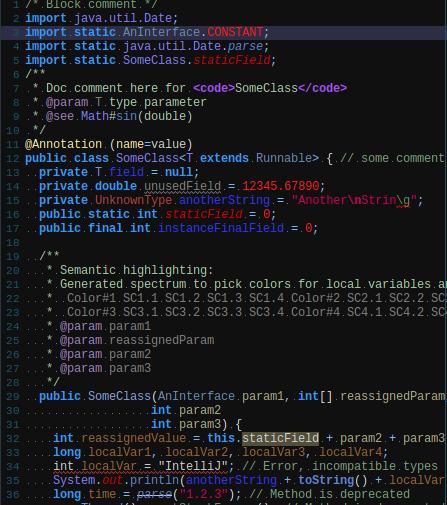 1 /* Block comment */
2 import java.util.Date;
3 import static AnInterface.CONSTANT;
4 import static java.util.Date.parse;
5 import static SomeClass.staticField;
6 /**
7 * Doc comment here for <code>SomeClass</code>
8 * @param T type parameter
9 * @see Math#sin(double)
10 */
11 @Annotation (name=value)
12 public class SomeClass<T extends Runnable> { // some comment
13 private T field = null;
14 private double unusedField = 12345.67890;
15 private UnknownType anotherString = "Another\nStrin\g";
16 public static int staticField = 0;
17 public final int instanceFinalField = 0;
18
19 /**
20 * Semantic highlighting:
21 * Generated spectrum to pick colors for local variables an
22 * Color#1 SC1.1 SC1.2 SC1.3 SC1.4 Color#2 SC2.1 SC2.2 SC2
23 * Color#3 SC3.1 SC3.2 SC3.3 SC3.4 Color#4 SC4.1 SC4.2 SC4
24 * @param param1
25 * @param reassignedParam
26 * @param param2
27 * @param param3
28 */
29 public SomeClass(AnInterface param1, int[] reassignedParam
30 int param2
31 int param3) {
32 int reassignedValue = this.staticField + param2 + param3
33 long localVar1, localVar2, localVar3, localVar4;
34 int localVar = "IntelliJ"; // Error, incompatible types
35 System.out.println(anotherString + toString() + localVar
36 long time = parse("1.2.3"); // Method is deprecated